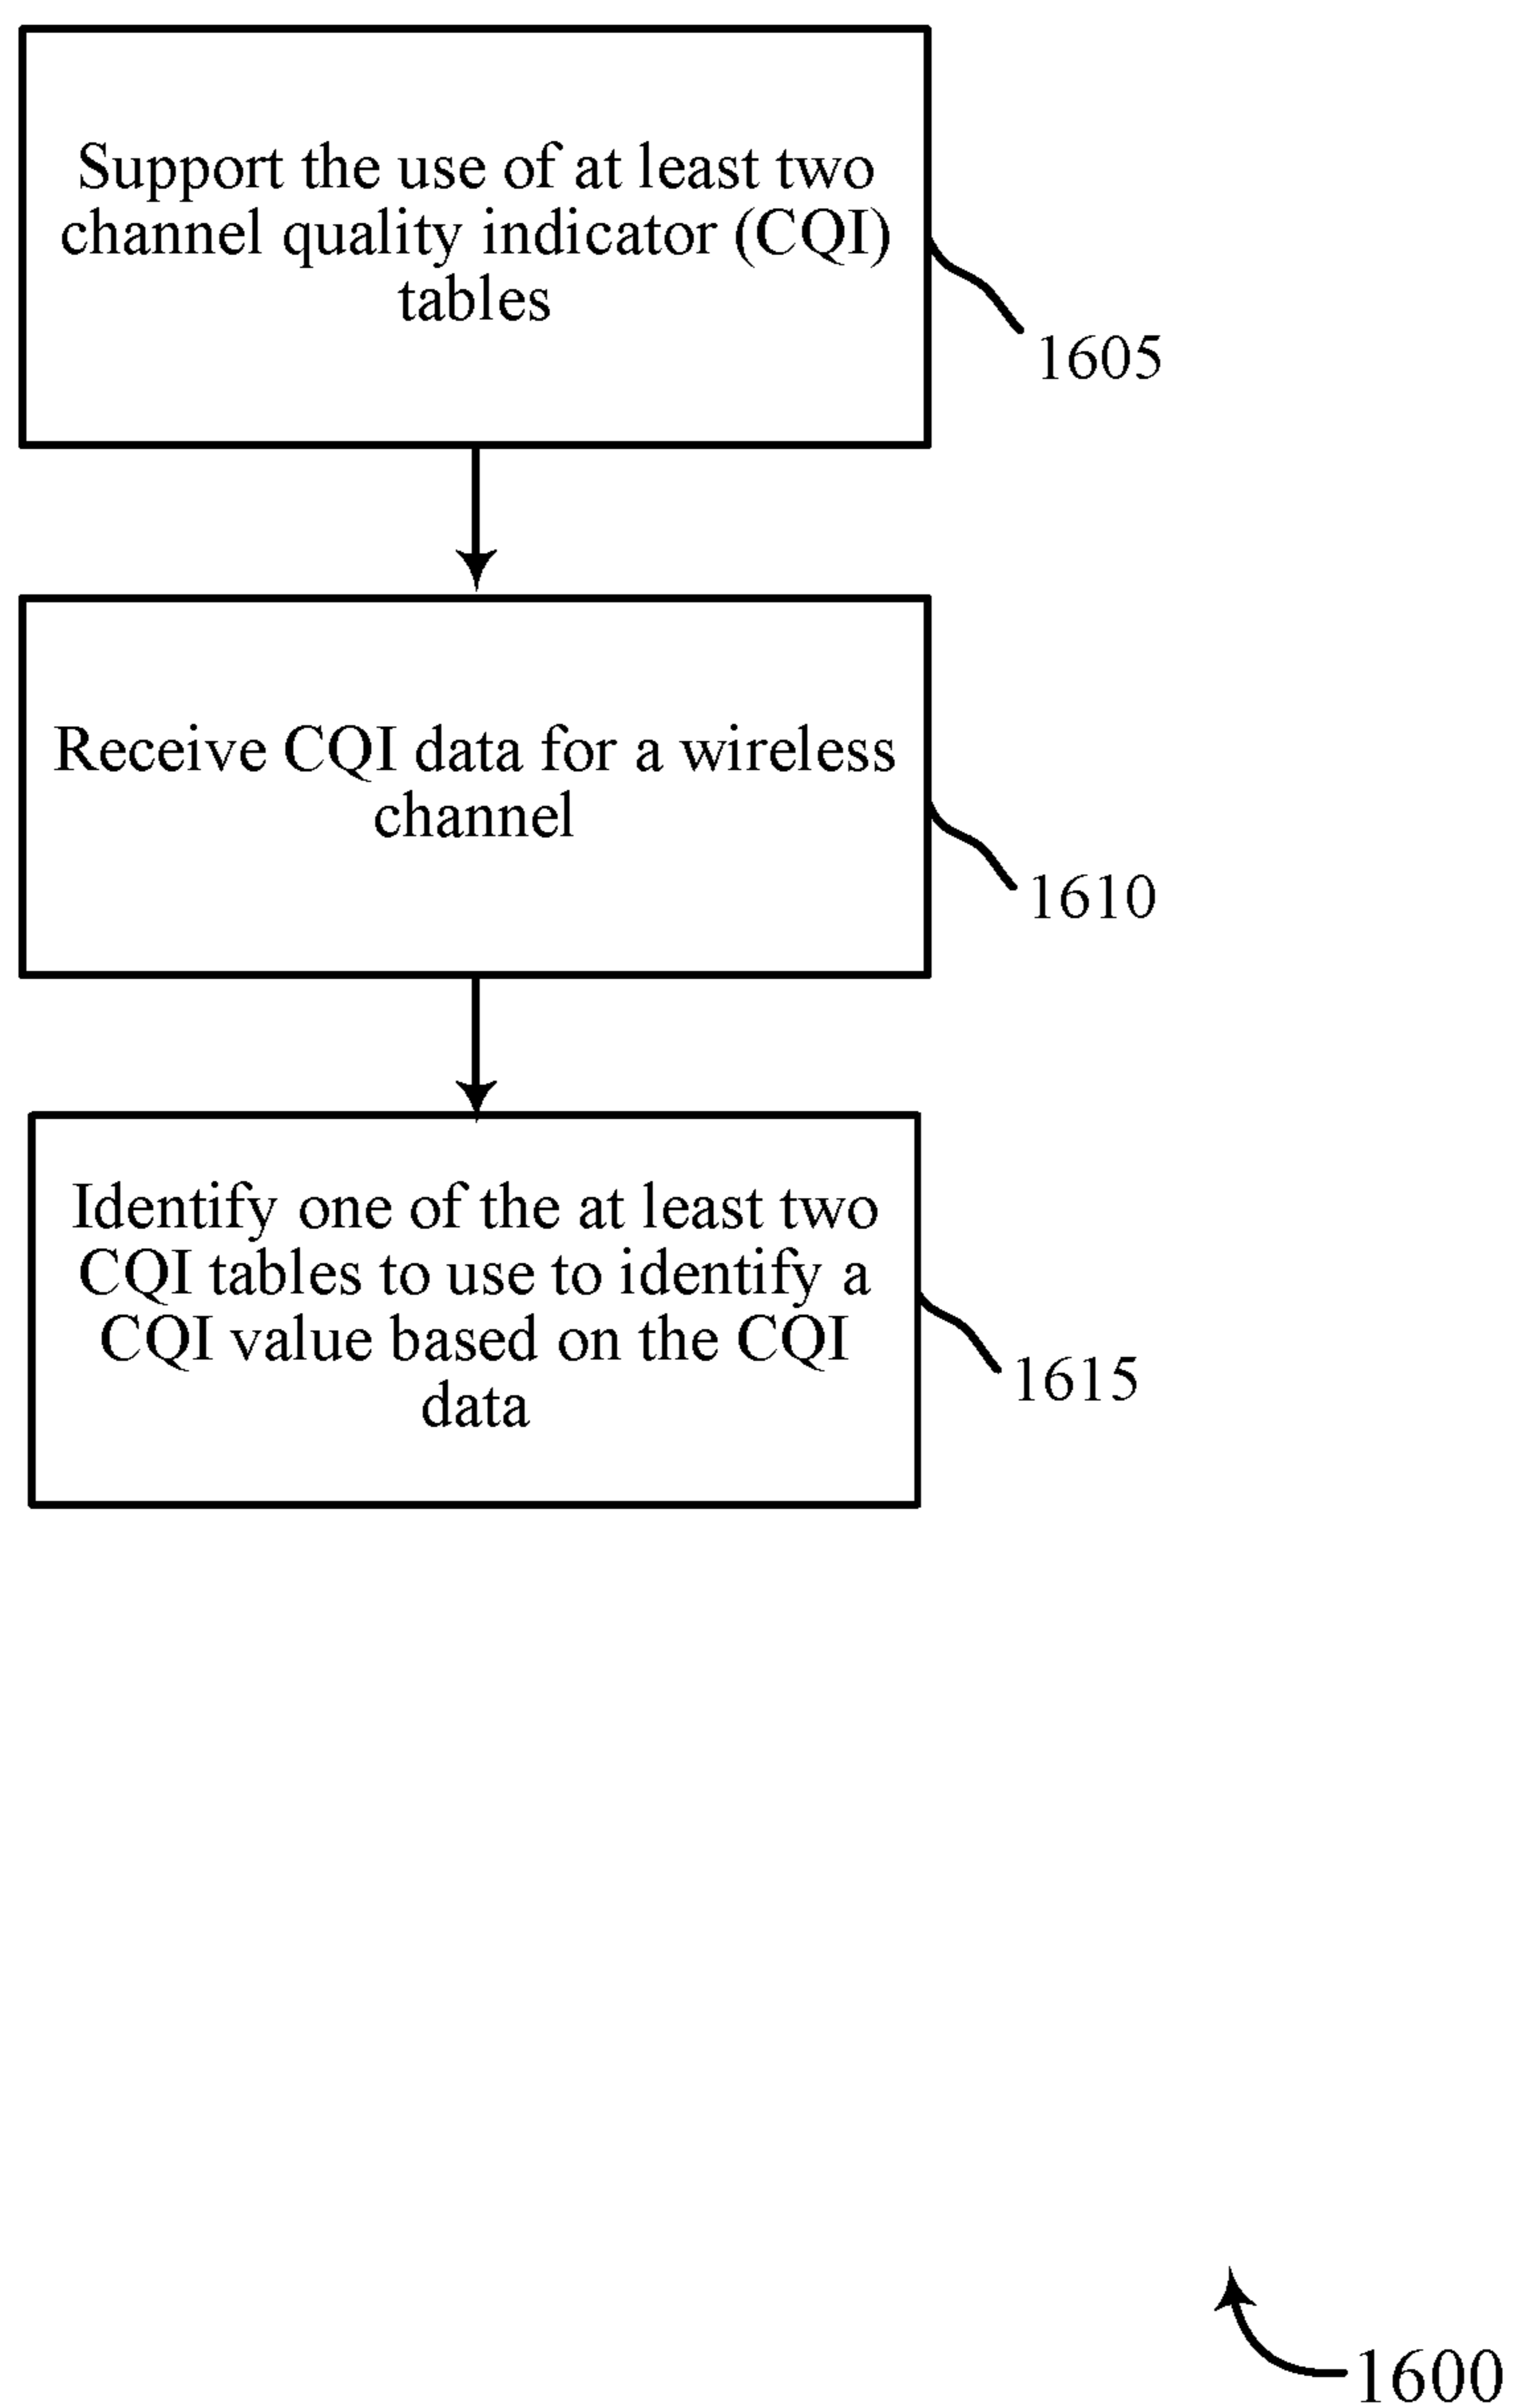 Support the use of at least two
channel quality indicator (CQI)
tables
1605
Receive CQI data for a wireless
channel
1610
Identify one of the at least two
CQI tables to use to identify a
CQI value based on the CQI
data
1615
1600